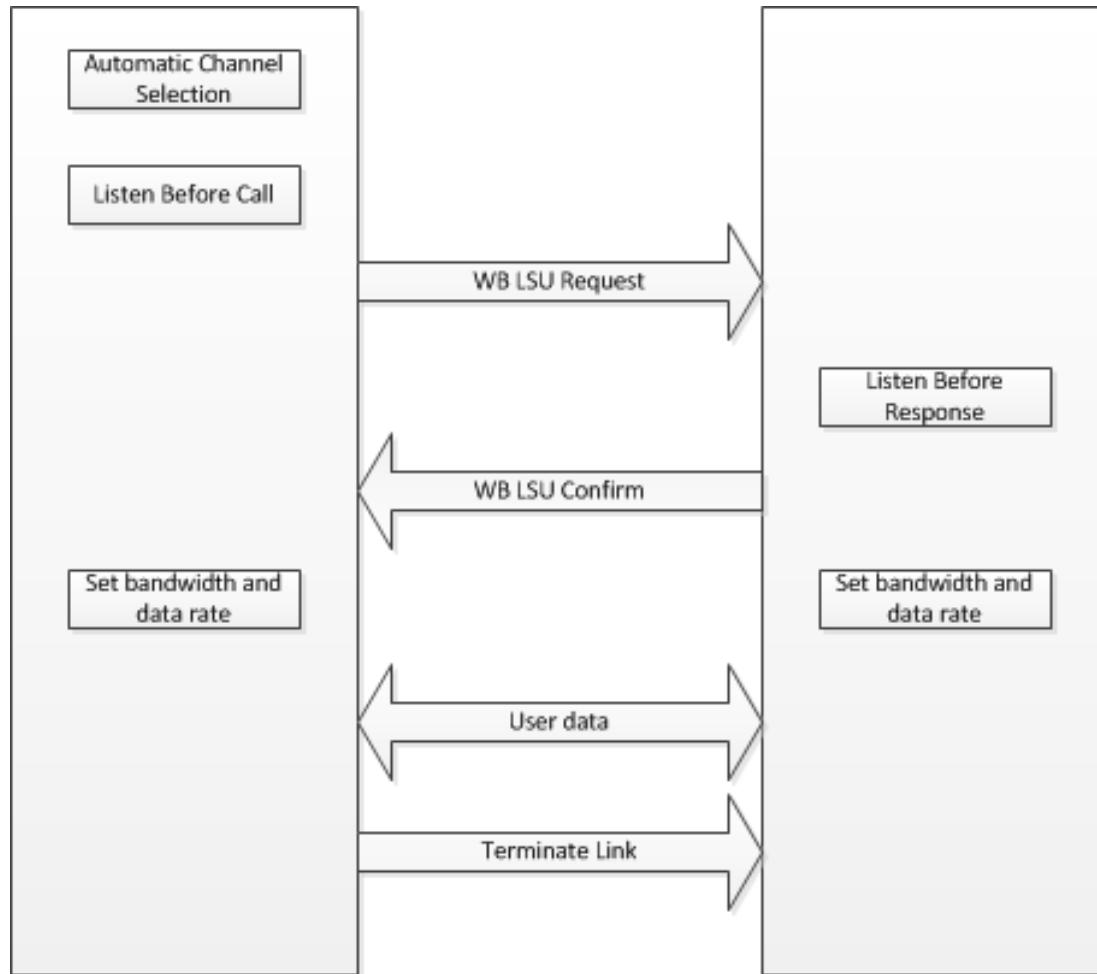 Automatic Channel
Selection
Listen Before Call
WB LSU Request
Listen Before
Response
WB LSU Confirm
Set bandwidth and
data rate
Set bandwidth and
data rate
User data
Terminate Link